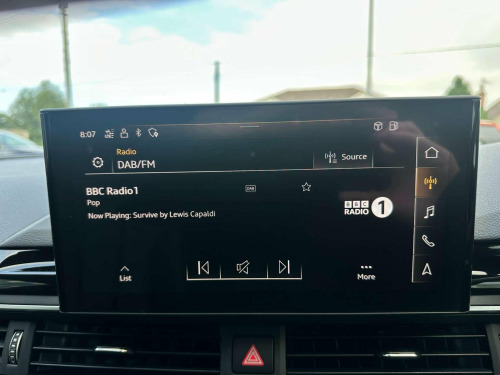 8:07
Radio
DAB/FM
Source
BBC Radio 1
DAB
Pop
Now Playing: Survive by Lewis Capaldi
BBC
RADIO 1
List
More